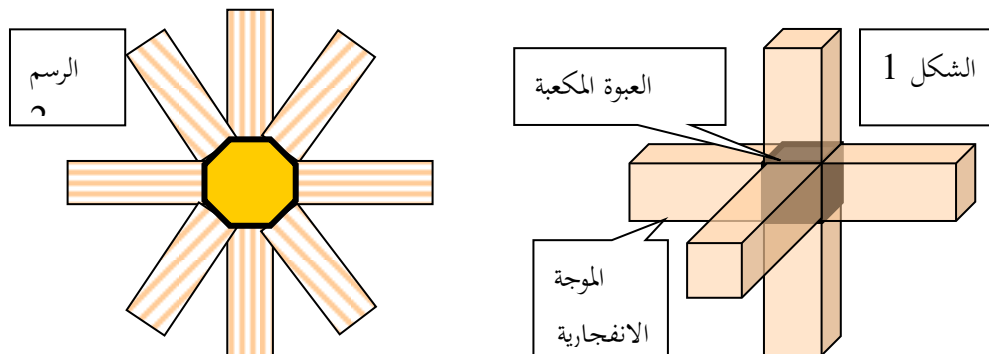 الشكل 1
العبوة المكعبة
الرسم
الموجة
الانفجارية